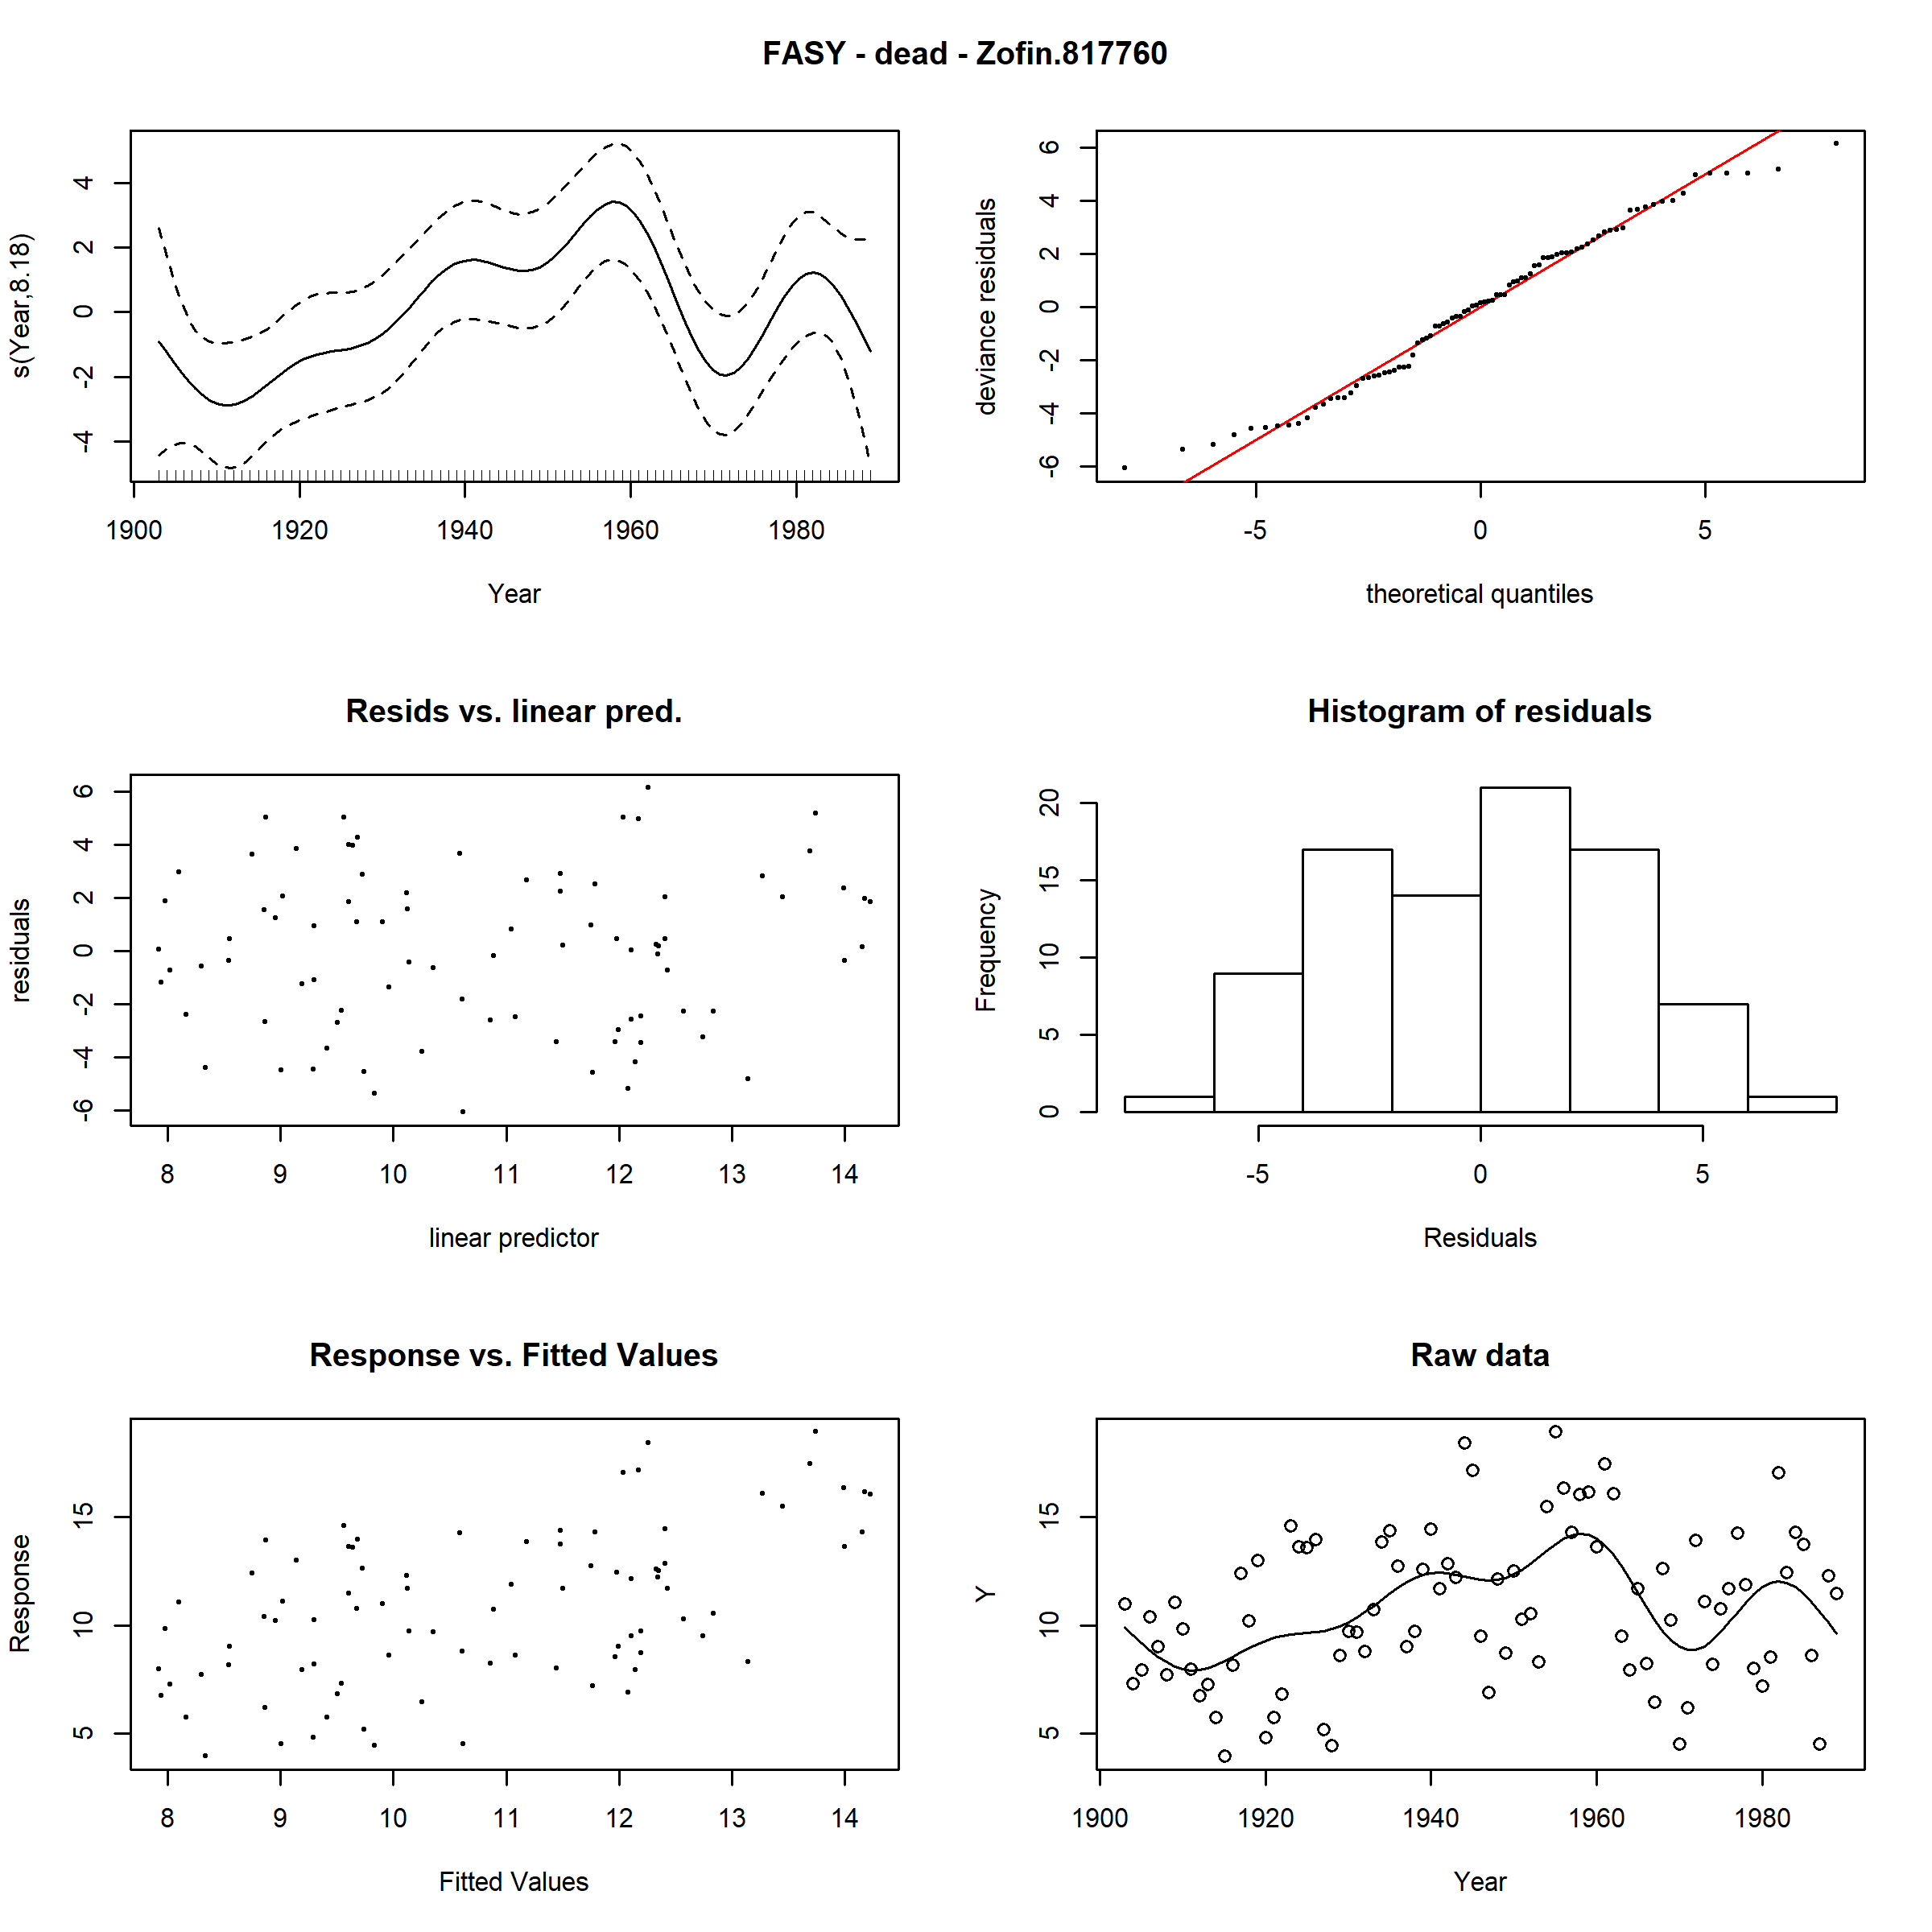 FASY - dead - Zofin.817760
s(Year,8.18)
4
2
0
-2
-4
1900 1920 1940 1960 1980
Year
deviance residuals
6
4
2
0
-2
-4
-6
-5 0 5
theoretical quantiles
Resids vs. linear pred.
residuals
6
4
2
0
-2
-4
-6
8 9 10 11 12 13 14
linear predictor
Histogram of residuals
Frequency
20
15
10
5
0
-5 0 5
Residuals
Response vs. Fitted Values
Response
15
10
5
8 9 10 11 12 13 14
Fitted Values
Raw data
Y
15
10
5
1900 1920 1940 1960 1980
Year